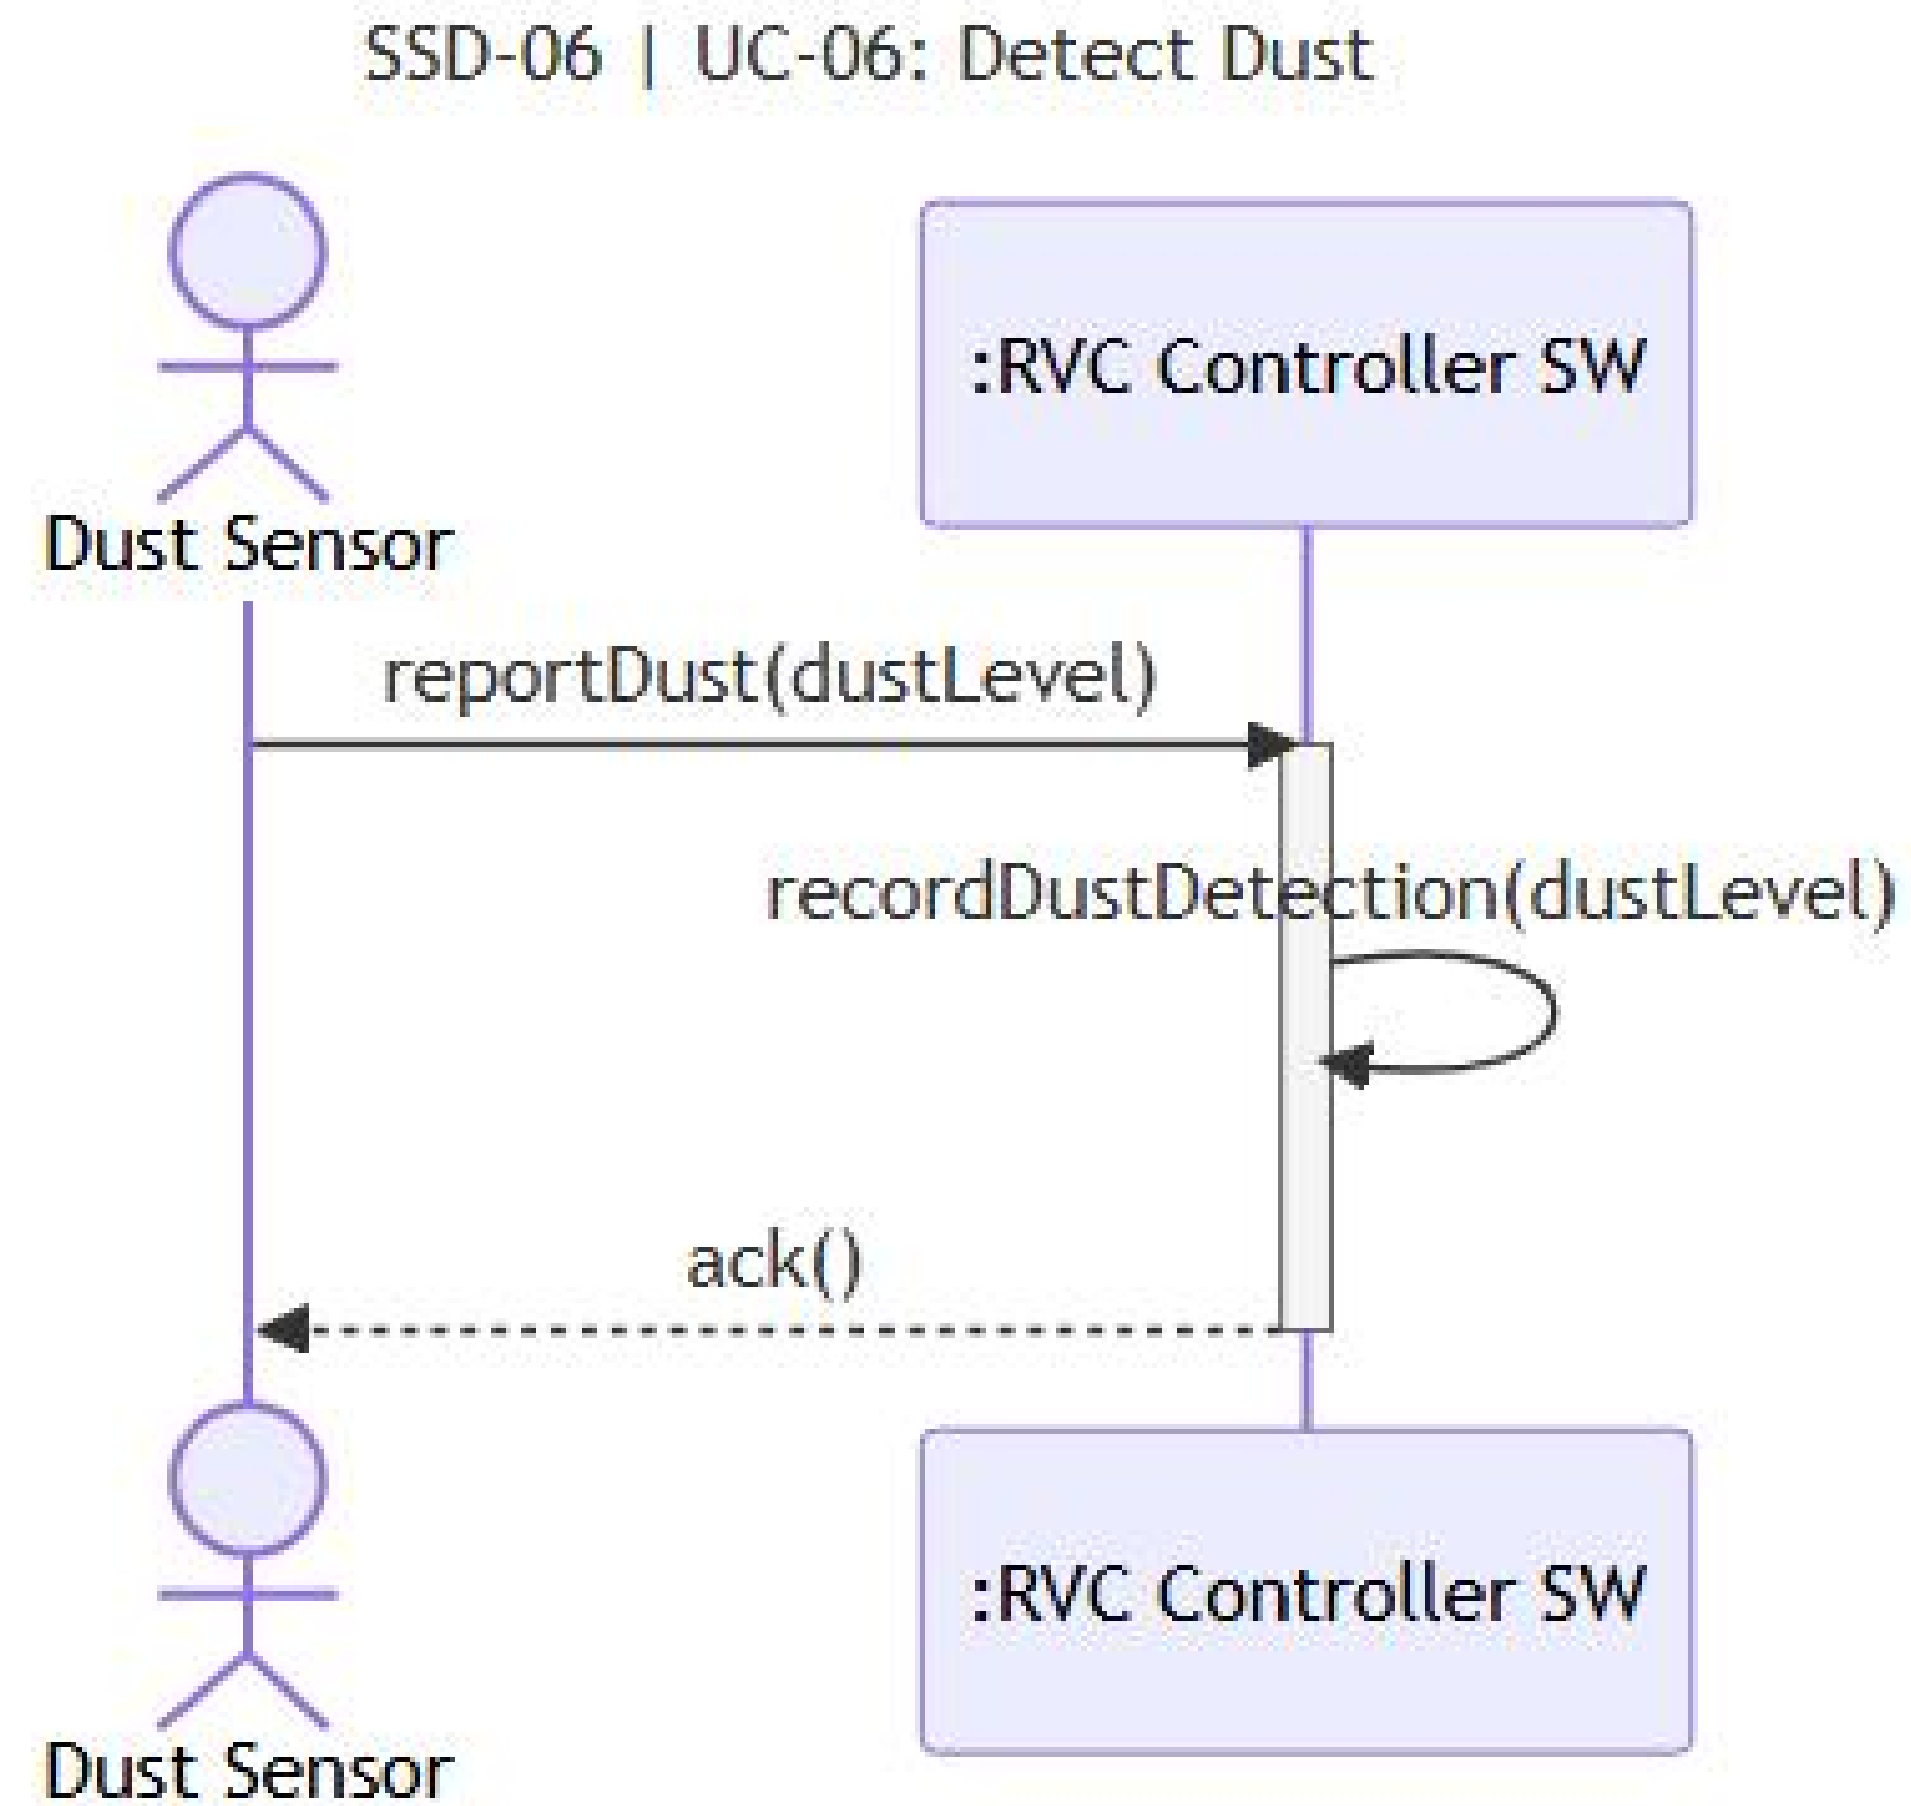 SSD-06 | UC-06: Detect Dust
:RVC Controller SW
Dust Sensor
reportDust(dustLevel)
recordDustDetection(dustLevel)
ack()
:RVC Controller SW
Dust Sensor